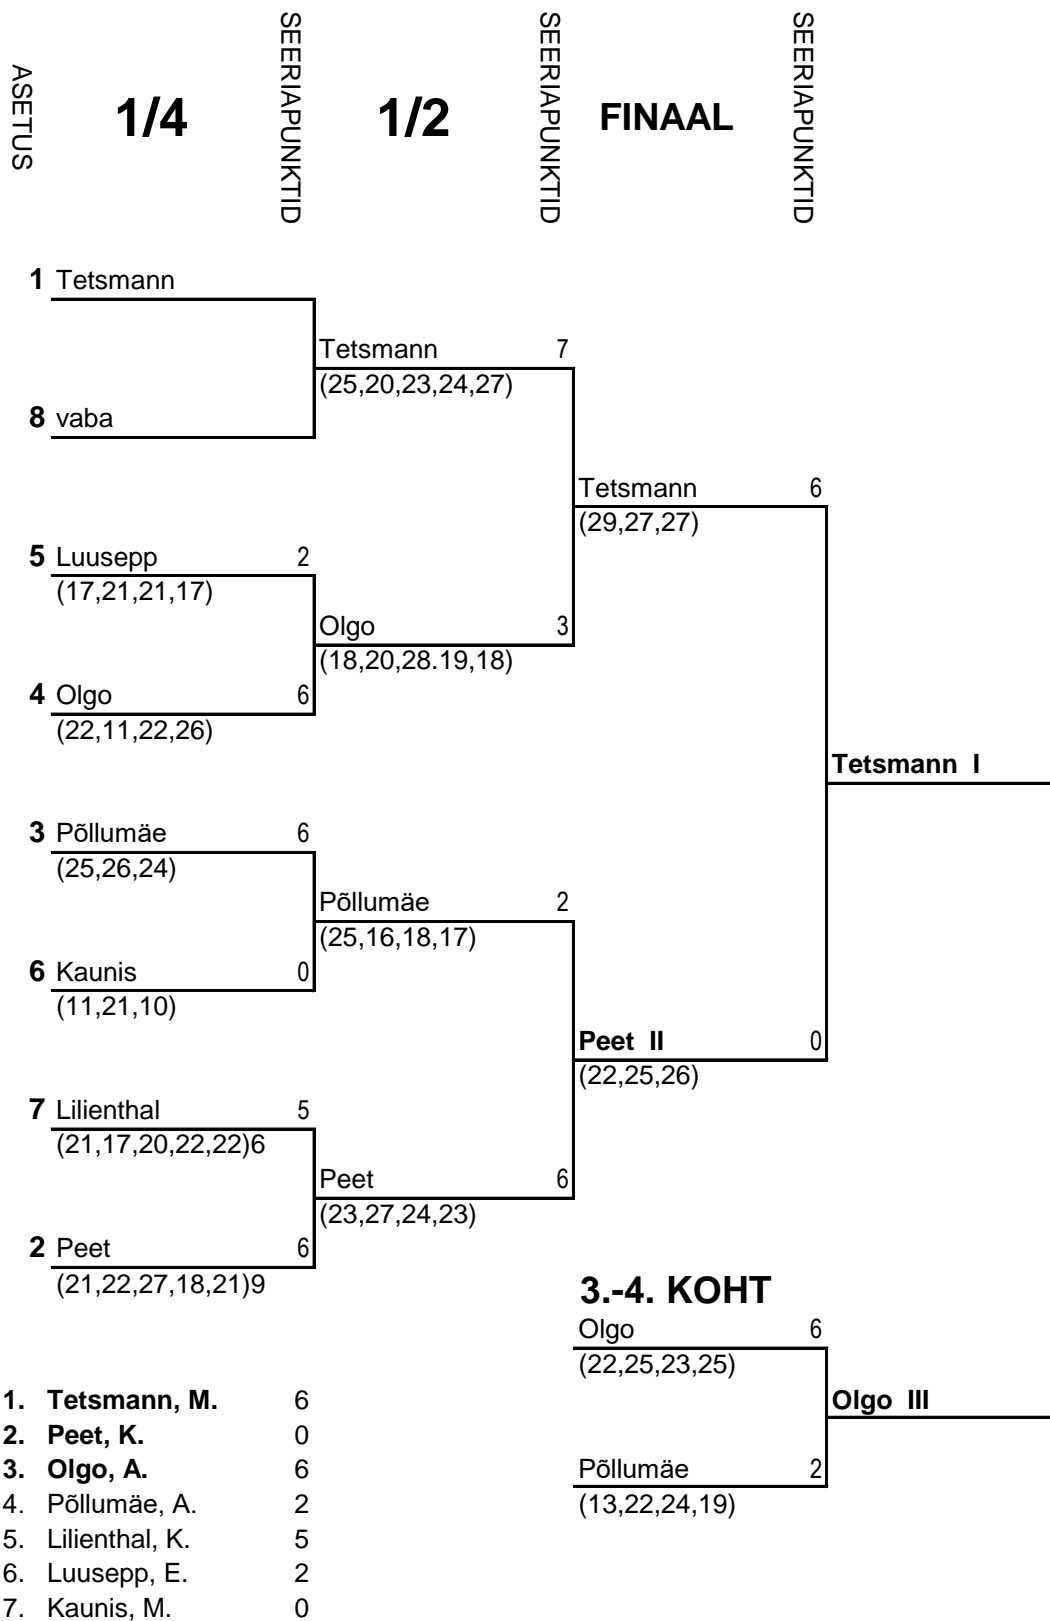 ASETUS
1/4
SEERIAPUNKTID
1/2
SEERIAPUNKTID
FINAAL
SEERIAPUNKTID
1 Tetsmann
Tetsmann 7
(25,20,23,24,27)
8 vaba
Tetsmann 6
(29,27,27)
5 Luusepp 2
(17,21,21,17)
Olgo 3
(18,20,28.19,18)
4 Olgo 6
(22,11,22,26)
Tetsmann I
3 Põllumäe 6
(25,26,24)
Põllumäe 2
(25,16,18,17)
6 Kaunis 0
(11,21,10)
Peet II 0
(22,25,26)
7 Lilienthal 5
(21,17,20,22,22)6
Peet 6
(23,27,24,23)
2 Peet 6
(21,22,27,18,21)9
3.-4. KOHT
Olgo 6
(22,25,23,25)
Olgo III
Põllumäe 2
(13,22,24,19)
1. Tetsmann, M. 6
2. Peet, K. 0
3. Olgo, A. 6
4. Põllumäe, A. 2
5. Lilienthal, K. 5
6. Luusepp, E. 2
7. Kaunis, M. 0